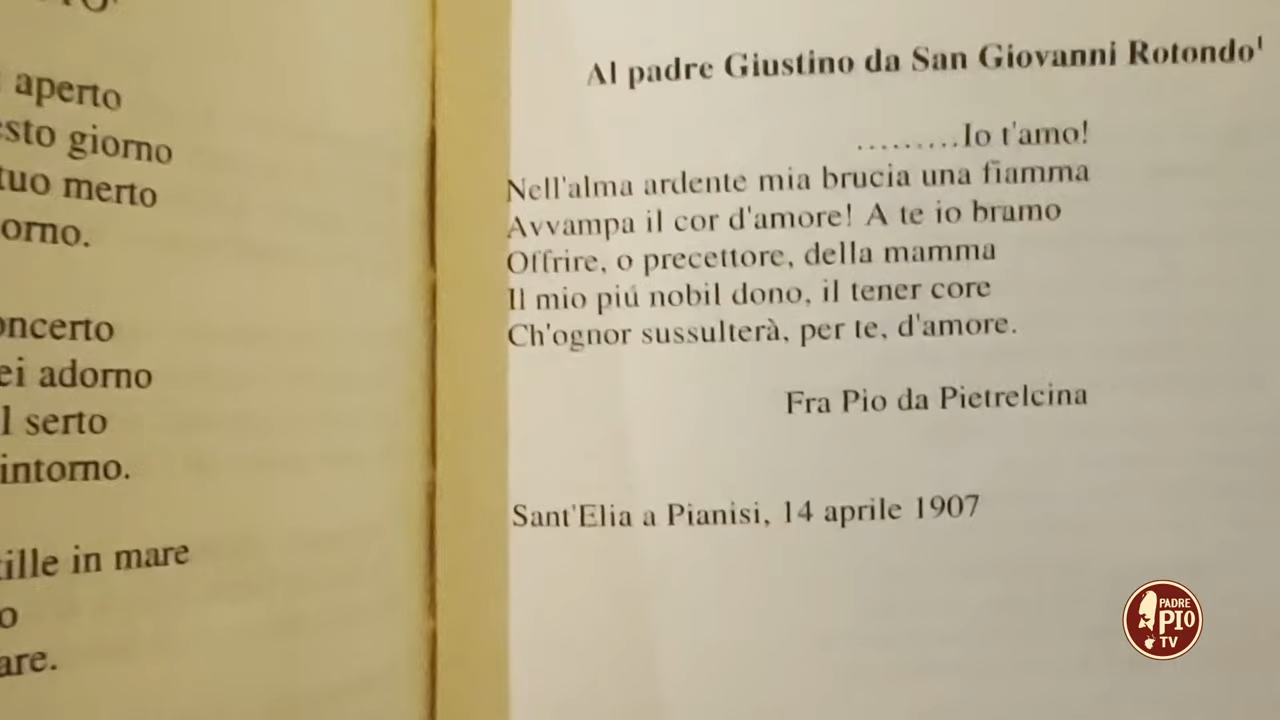 aperto
sto giorno
tuo merto
orno.
oncerto
ei adorno
l serto
intorno.
ille in mare
o
are.
Al padre Giustino da San Giovanni Rotondo'
.........Io t'amo!
Nell'alma ardente mia brucia una fiamma
Avvampa il cor d'amore! A te io bramo
Offrire, o precettore, della mamma
Il mio piú nobil dono, il tener core
Ch'ognor sussulterà, per te, d'amore.
Fra Pio da Pietrelcina
Sant'Elia a Pianisi, 14 aprile 1907
PADRE
PIO
TV